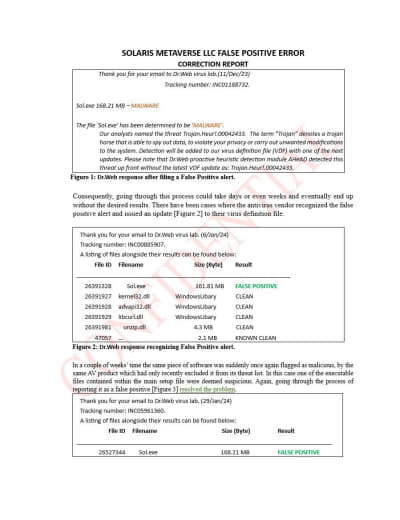 SOLARIS METAVERSE LLC FALSE POSITIVE ERROR
CORRECTION REPORT
Thank you for your email to Dr.Web virus lab.(11/Dec/23)
Tracking number: INC01188732.
Sol.exe 168.21 MB – MALWARE
The file 'Sol.exe' has been determined to be 'MALWARE'.
Our analysts named the threat Trojan.Heur!.00042433. The term "Trojan" denotes a trojan
horse that is able to spy out data, to violate your privacy or carry out unwanted modifications
to the system. Detection will be added to our virus definition file (VDF) with one of the next
updates. Please note that Dr.Web proactive heuristic detection module AHeAD detected this
threat up front without the latest VDF update as: Trojan.Heur!.00042433.
Figure 1: Dr.Web response after filing a False Positive alert.
Consequently, going through this process could take days or even weeks and eventually end up
without the desired results. There have been cases where the antivirus vendor recognized the false
positive alert and issued an update [Figure 2] to their virus definition file.
Thank you for your email to Dr.Web virus lab. (6/Jan/24)
Tracking number: INC00885907.
A listing of files alongside their results can be found below:
File ID Filename Size (Byte) Result
26391328 Sol.exe 161.81 MB FALSE POSITIVE
26391927 kernel32.dll WindowsLibary CLEAN
26391928 advapi32.dll WindowsLibary CLEAN
26391929 libcurl.dll WindowsLibary CLEAN
26391981 unzip.dll 4.3 MB CLEAN
47057 ... 2.1 MB KNOWN CLEAN
Figure 2: Dr.Web response recognizing False Positive alert.
In a couple of weeks' time the same piece of software was suddenly once again flagged as malicious, by the
same AV product which had only recently excluded it from its threat list. In this case one of the executable
files contained within the main setup file were deemed suspicious. Again, going through the process of
reporting it as a false positive [Figure 3] resolved the problem.
Thank you for your email to Dr.Web virus lab. (29/Jan/24)
Tracking number: INC05961360.
A listing of files alongside their results can be found below:
File ID Filename Size (Byte) Result
26527344 Sol.exe 168.21 MB FALSE POSITIVE
CONFIDENTIAL